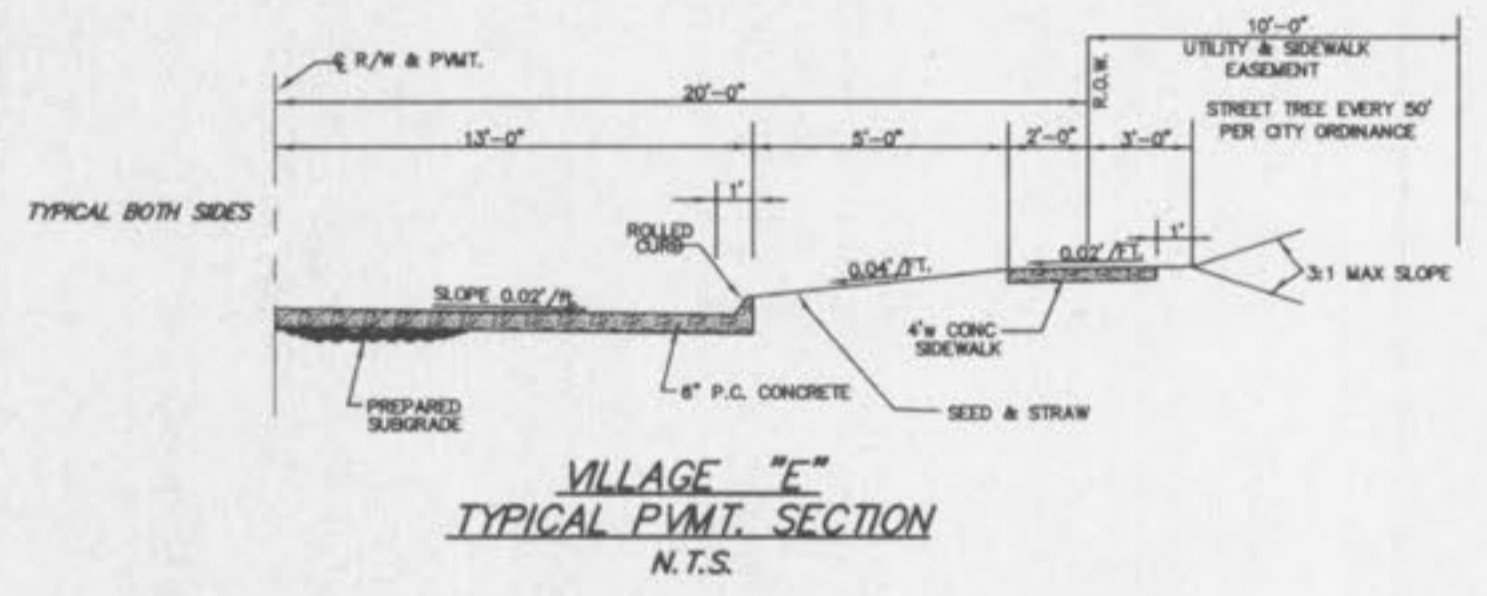 10'-0"
UTILITY & SIDEWALK
EASEMENT
℄ R/W & PVMT.
20'-0"
R.O.W.
STREET TREE EVERY 50'
PER CITY ORDINANCE
13'-0"
5'-0"
2'-0"
3'-0"
1'
TYPICAL BOTH SIDES
ROLLED
CURB
1'
0.02'/FT.
0.04'/FT.
3:1 MAX SLOPE
SLOPE 0.02'/ft.
4'w CONC
SIDEWALK
6" P.C. CONCRETE
PREPARED
SUBGRADE
SEED & STRAW
VILLAGE "E"
TYPICAL PVMT. SECTION
N.T.S.